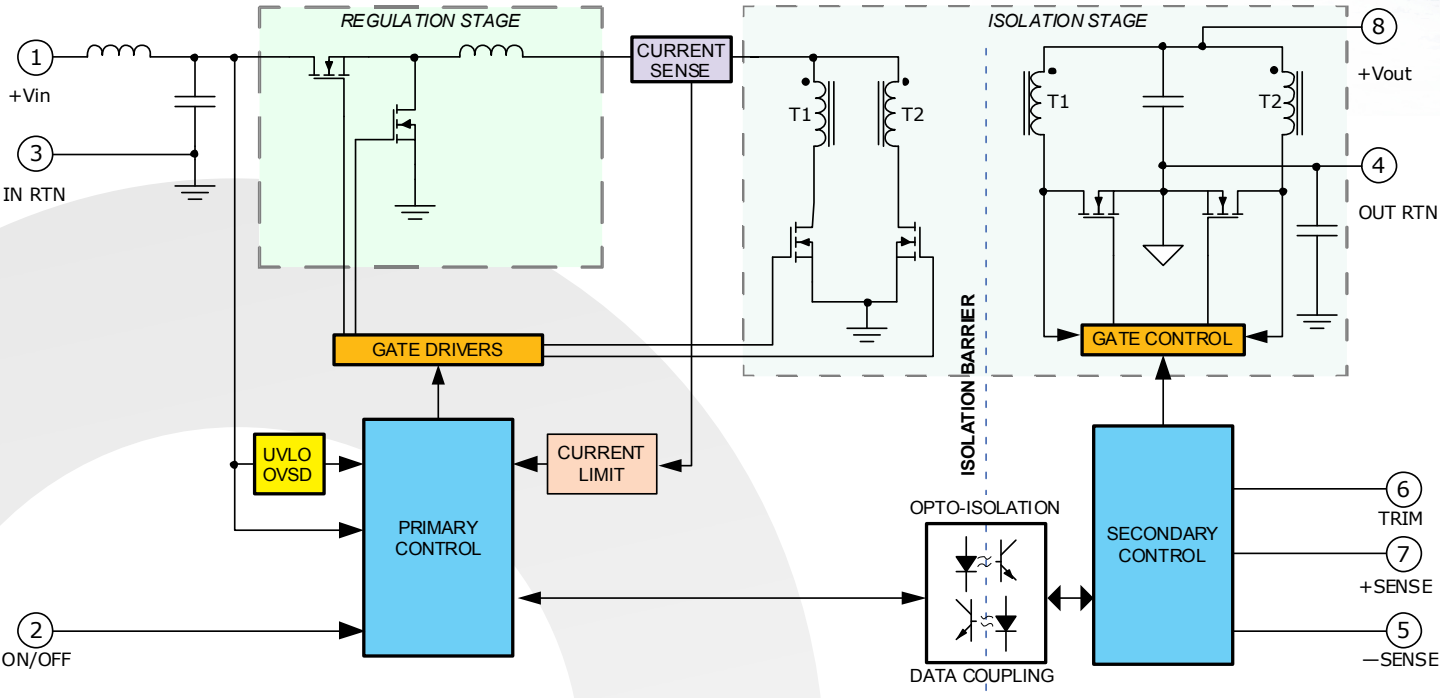 REGULATION STAGE
ISOLATION STAGE
1
+Vin
CURRENT
SENSE
8
+Vout
T1
T2
T1
T2
3
IN RTN
4
OUT RTN
ISOLATION BARRIER
GATE DRIVERS
GATE CONTROL
UVLO
OVSD
CURRENT
LIMIT
PRIMARY
CONTROL
OPTO-ISOLATION
SECONDARY
CONTROL
6
TRIM
7
+SENSE
2
ON/OFF
5
—SENSE
DATA COUPLING